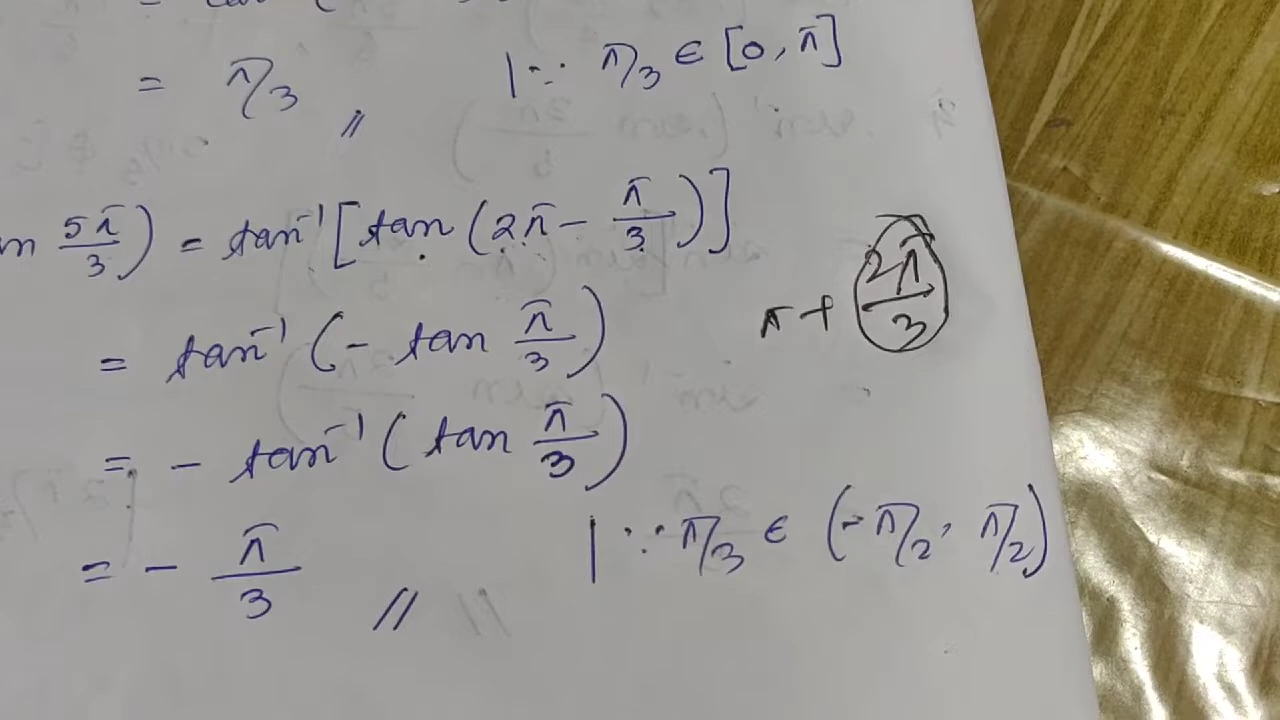 = π/3 // | ∵ π/3 ∈ [0, π]
n 5π/3) = tan⁻¹[tan(2π - π/3)]
= tan⁻¹(- tan π/3)
π + 2π/3
= - tan⁻¹(tan π/3)
= - π/3 // | ∵ π/3 ∈ (-π/2, π/2)